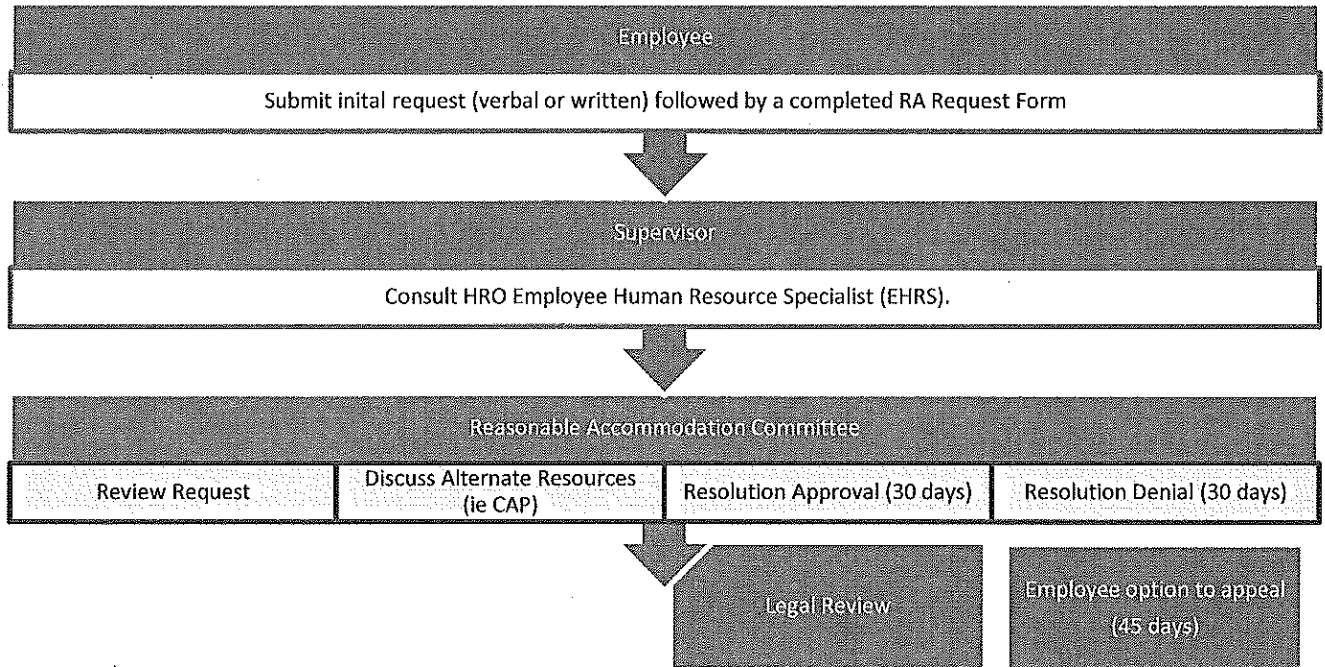 Employee
Submit inital request (verbal or written) followed by a completed RA Request Form
Supervisor
Consult HRO Employee Human Resource Specialist (EHRS).
Reasonable Accommodation Committee
Review Request
Discuss Alternate Resources
(ie CAP)
Resolution Approval (30 days)
Resolution Denial (30 days)
Legal Review
Employee option to appeal
(45 days)